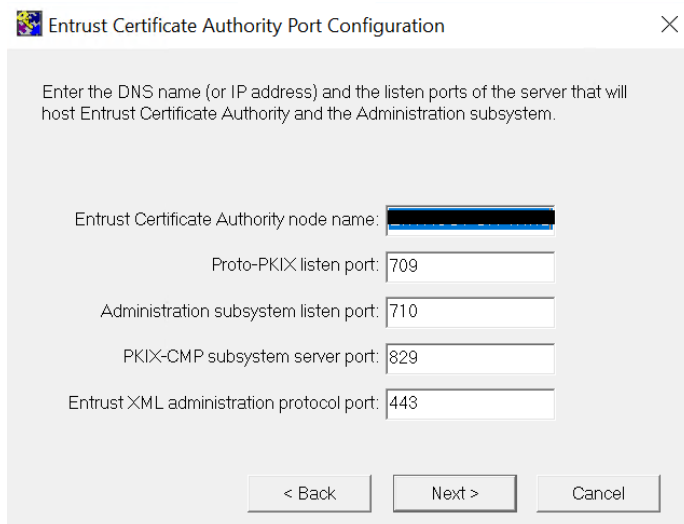 Entrust Certificate Authority Port Configuration
Enter the DNS name (or IP address) and the listen ports of the server that will
host Entrust Certificate Authority and the Administration subsystem.
Entrust Certificate Authority node name:
Proto-PKIX listen port: 709
Administration subsystem listen port: 710
PKIX-CMP subsystem server port: 829
Entrust XML administration protocol port: 443
< Back Next > Cancel